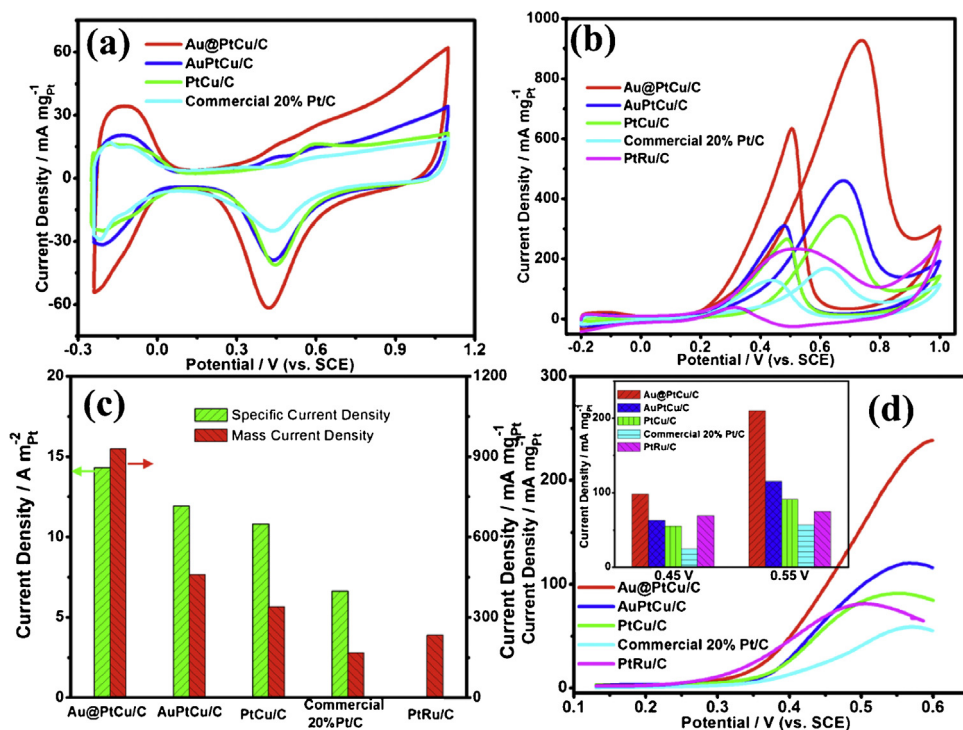 (a)
Au@PtCu/C
AuPtCu/C
PtCu/C
Commercial 20% Pt/C
60
30
0
-30
-60
Current Density / mA mg⁻¹Pt
-0.3 0.0 0.3 0.6 0.9 1.2
Potential / V (vs. SCE)
(b)
Au@PtCu/C
AuPtCu/C
PtCu/C
Commercial 20% Pt/C
PtRu/C
1000
800
600
400
200
0
Current Density / mA mg⁻¹Pt
-0.2 0.0 0.2 0.4 0.6 0.8 1.0
Potential / V (vs. SCE)
(c)
Specific Current Density
Mass Current Density
20
15
10
5
0
Current Density / A m⁻²Pt
1200
900
600
300
0
Current Density / mA mg⁻¹Pt
Au@PtCu/C AuPtCu/C PtCu/C Commercial 20%Pt/C PtRu/C
(d)
300
250
200
150
100
50
0
Current Density / mA mg⁻¹Pt
Au@PtCu/C
AuPtCu/C
PtCu/C
Commercial 20% Pt/C
PtRu/C
200
100
0
Current Density / mA mg⁻¹Pt
0.45 V 0.55 V
Au@PtCu/C
AuPtCu/C
PtCu/C
Commercial 20% Pt/C
PtRu/C
0.1 0.2 0.3 0.4 0.5 0.6
Potential / V (vs. SCE)